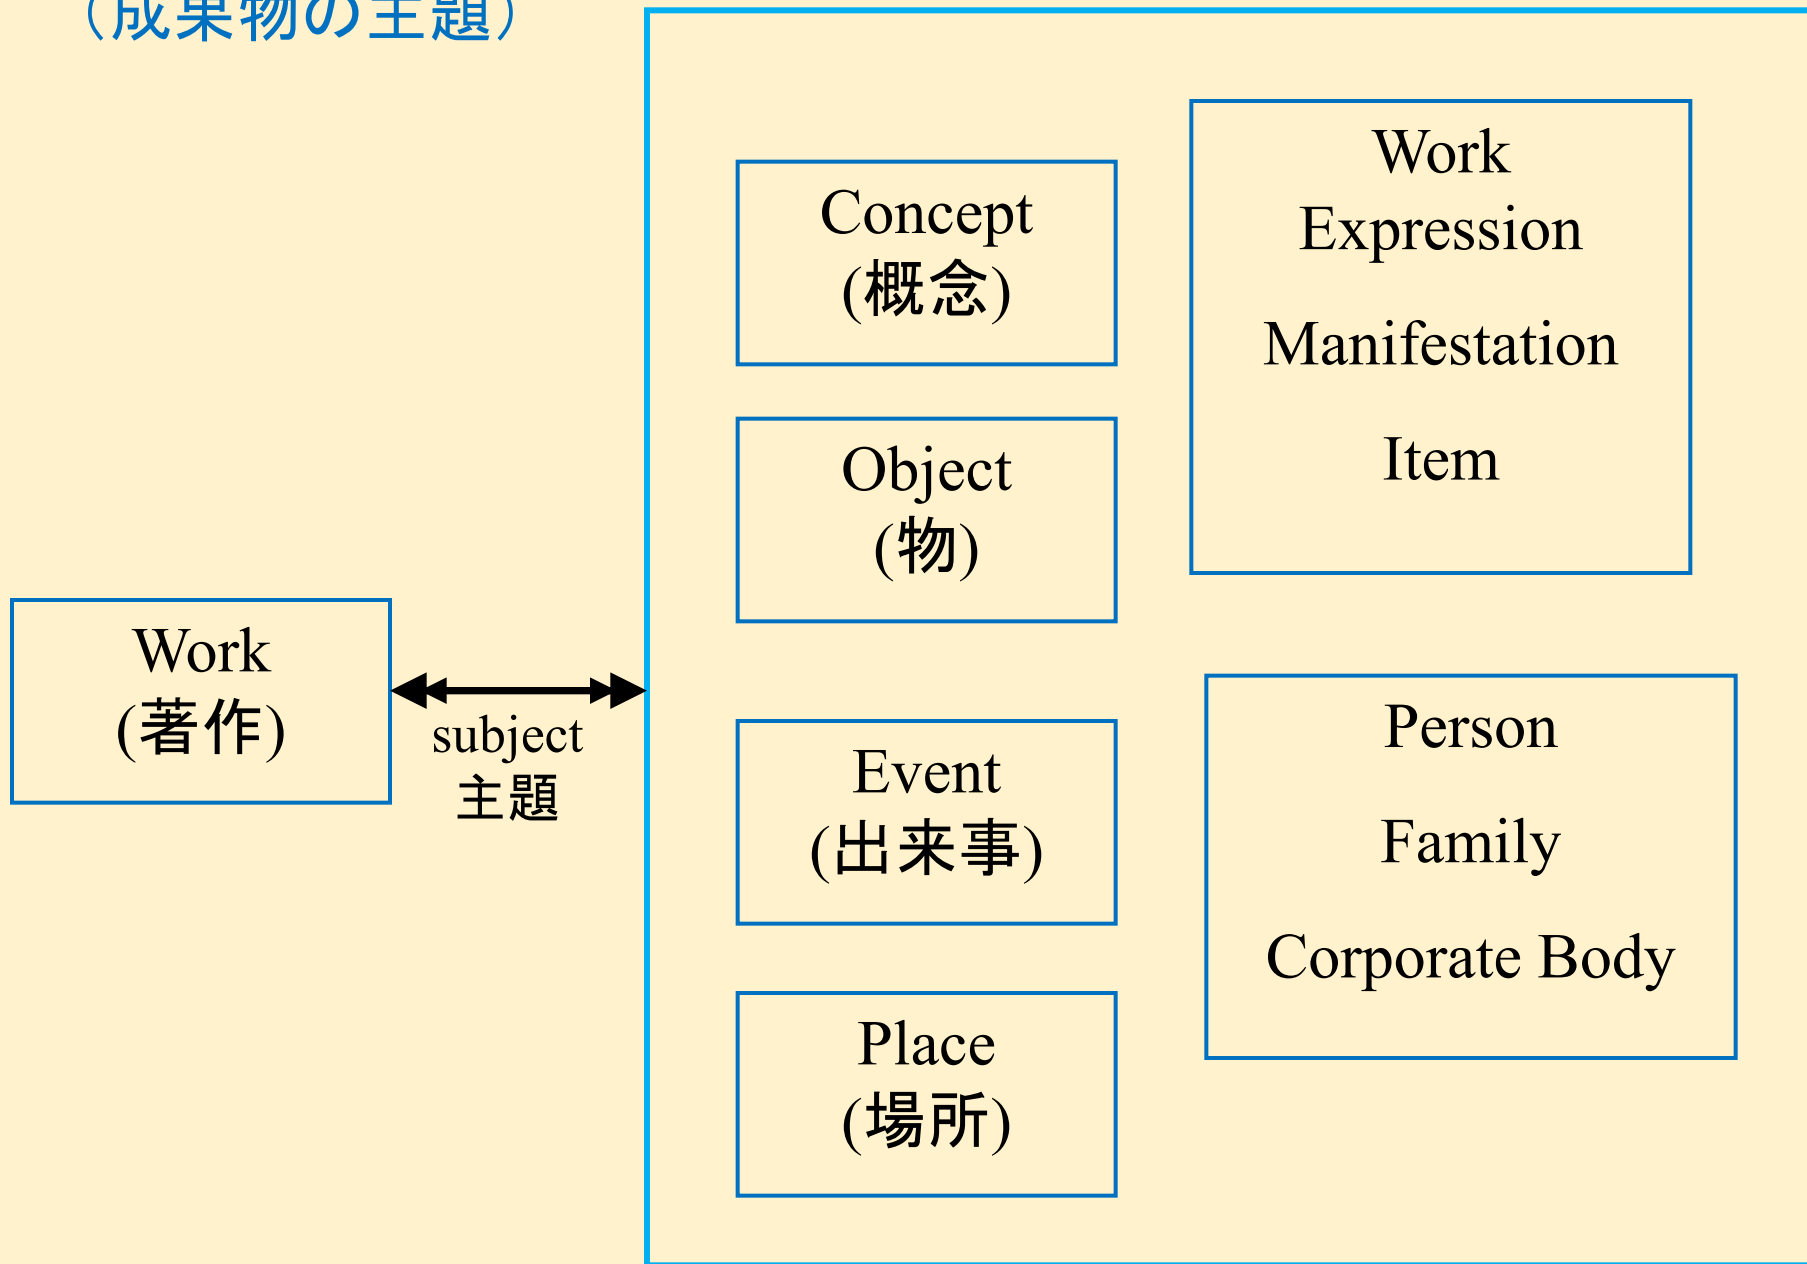 （成果物の主題）
Work
(著作)
subject
主題
Concept
(概念)
Object
(物)
Event
(出来事)
Place
(場所)
Work
Expression
Manifestation
Item
Person
Family
Corporate Body